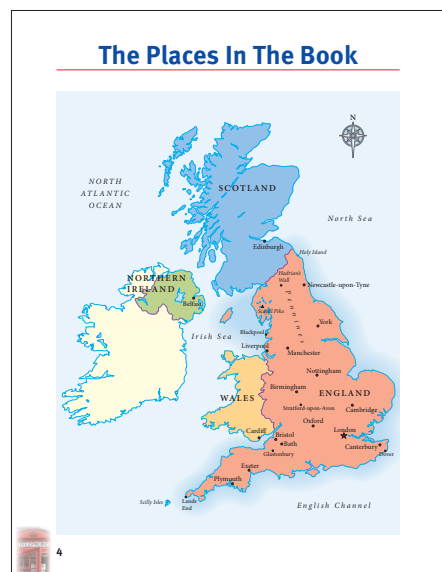 The Places In The Book
N
NORTH
ATLANTIC
OCEAN
SCOTLAND
North Sea
Edinburgh
Holy Island
Hadrian's
Wall
Newcastle-upon-Tyne
NORTHERN
IRELAND
Belfast
Pennines
Scafell Pike
York
Irish Sea
Blackpool
Liverpool
Manchester
Nottingham
Birmingham
ENGLAND
WALES
Stratford-upon-Avon
Cambridge
Oxford
London
Cardiff
Bristol
Bath
Canterbury
Dover
Glastonbury
Exeter
Plymouth
Scilly Isles
Lands
End
English Channel
TELEPHONE
4